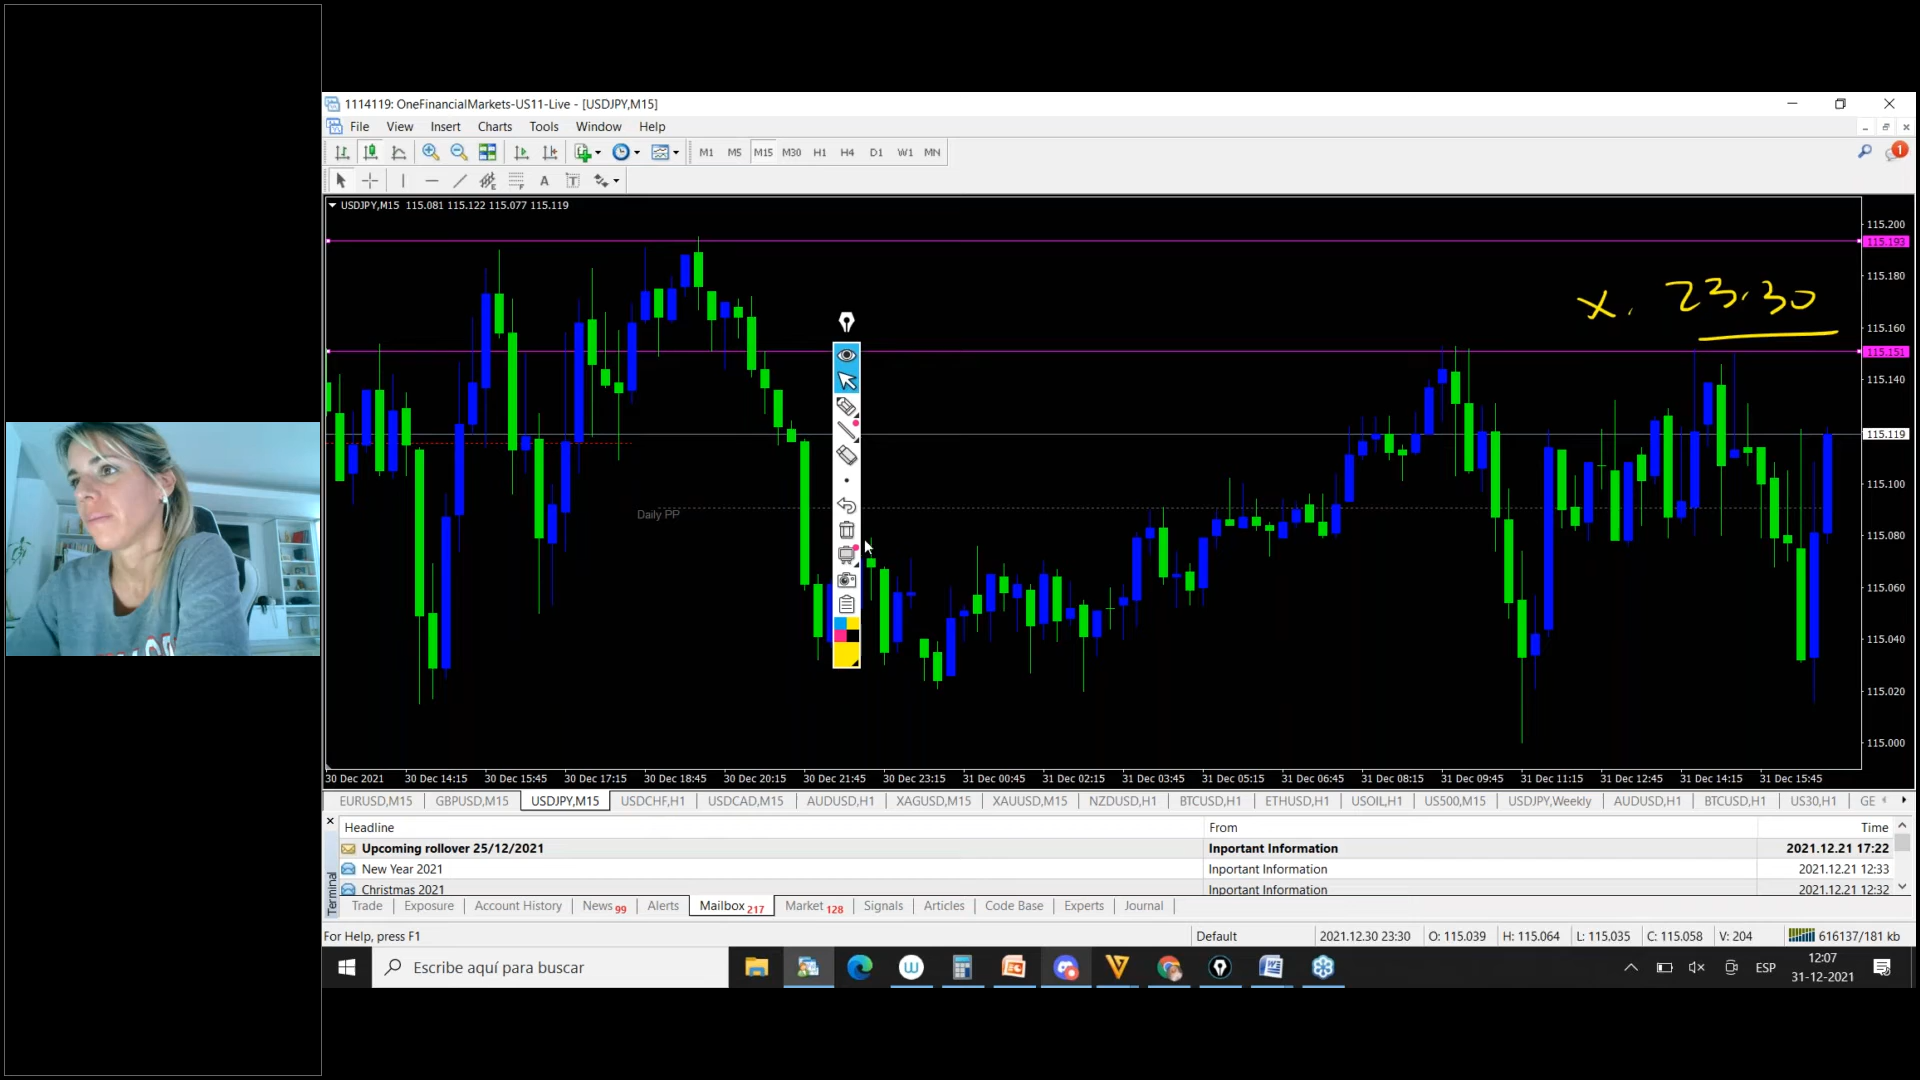 1114119: OneFinancialMarkets-US11-Live - [USDJPY,M15]
File View Insert Charts Tools Window Help
M1 M5 M15 M30 H1 H4 D1 W1 MN
1
A T
USDJPY,M15 115.081 115.122 115.077 115.119
115.200
115.193
115.180
x. 23.30
115.160
115.151
115.140
115.119
115.100
Daily PP
115.080
115.060
115.040
115.020
115.000
30 Dec 2021 30 Dec 14:15 30 Dec 15:45 30 Dec 17:15 30 Dec 18:45 30 Dec 20:15 30 Dec 21:45 30 Dec 23:15 31 Dec 00:45 31 Dec 02:15 31 Dec 03:45 31 Dec 05:15 31 Dec 06:45 31 Dec 08:15 31 Dec 09:45 31 Dec 11:15 31 Dec 12:45 31 Dec 14:15 31 Dec 15:45
EURUSD,M15 GBPUSD,M15 USDJPY,M15 USDCHF,H1 USDCAD,M15 AUDUSD,H1 XAGUSD,M15 XAUUSD,M15 NZDUSD,H1 BTCUSD,H1 ETHUSD,H1 USOIL,H1 US500,M15 USDJPY,Weekly AUDUSD,H1 BTCUSD,H1 US30,H1 GE
Headline From Time
Upcoming rollover 25/12/2021 Inportant Information 2021.12.21 17:22
New Year 2021 Inportant Information 2021.12.21 12:33
Christmas 2021 Inportant Information 2021.12.21 12:32
Terminal
Trade Exposure Account History News 99 Alerts Mailbox 217 Market 128 Signals Articles Code Base Experts Journal
For Help, press F1 Default 2021.12.30 23:30 O: 115.039 H: 115.064 L: 115.035 C: 115.058 V: 204 616137/181 kb
Escribe aquí para buscar ESP 12:07
31-12-2021